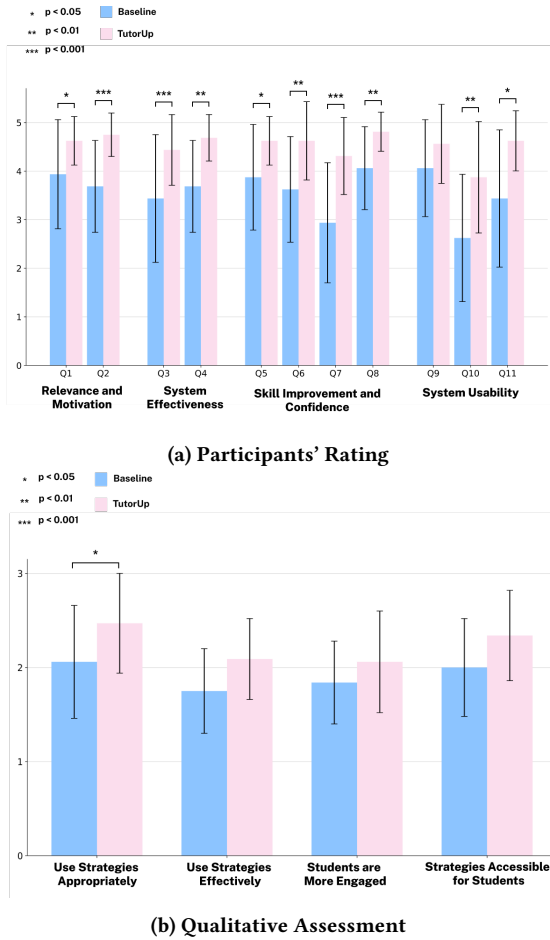 * p < 0.05 Baseline
** p < 0.01 TutorUp
*** p < 0.001
* *** *** ** * ** *** ** ** *
5
4
3
2
1
0
Q1 Q2 Q3 Q4 Q5 Q6 Q7 Q8 Q9 Q10 Q11
Relevance and Motivation
System Effectiveness
Skill Improvement and Confidence
System Usability
(a) Participants’ Rating
* p < 0.05 Baseline
** p < 0.01 TutorUp
*** p < 0.001
*
3
2
1
0
Use Strategies Appropriately
Use Strategies Effectively
Students are More Engaged
Strategies Accessible for Students
(b) Qualitative Assessment